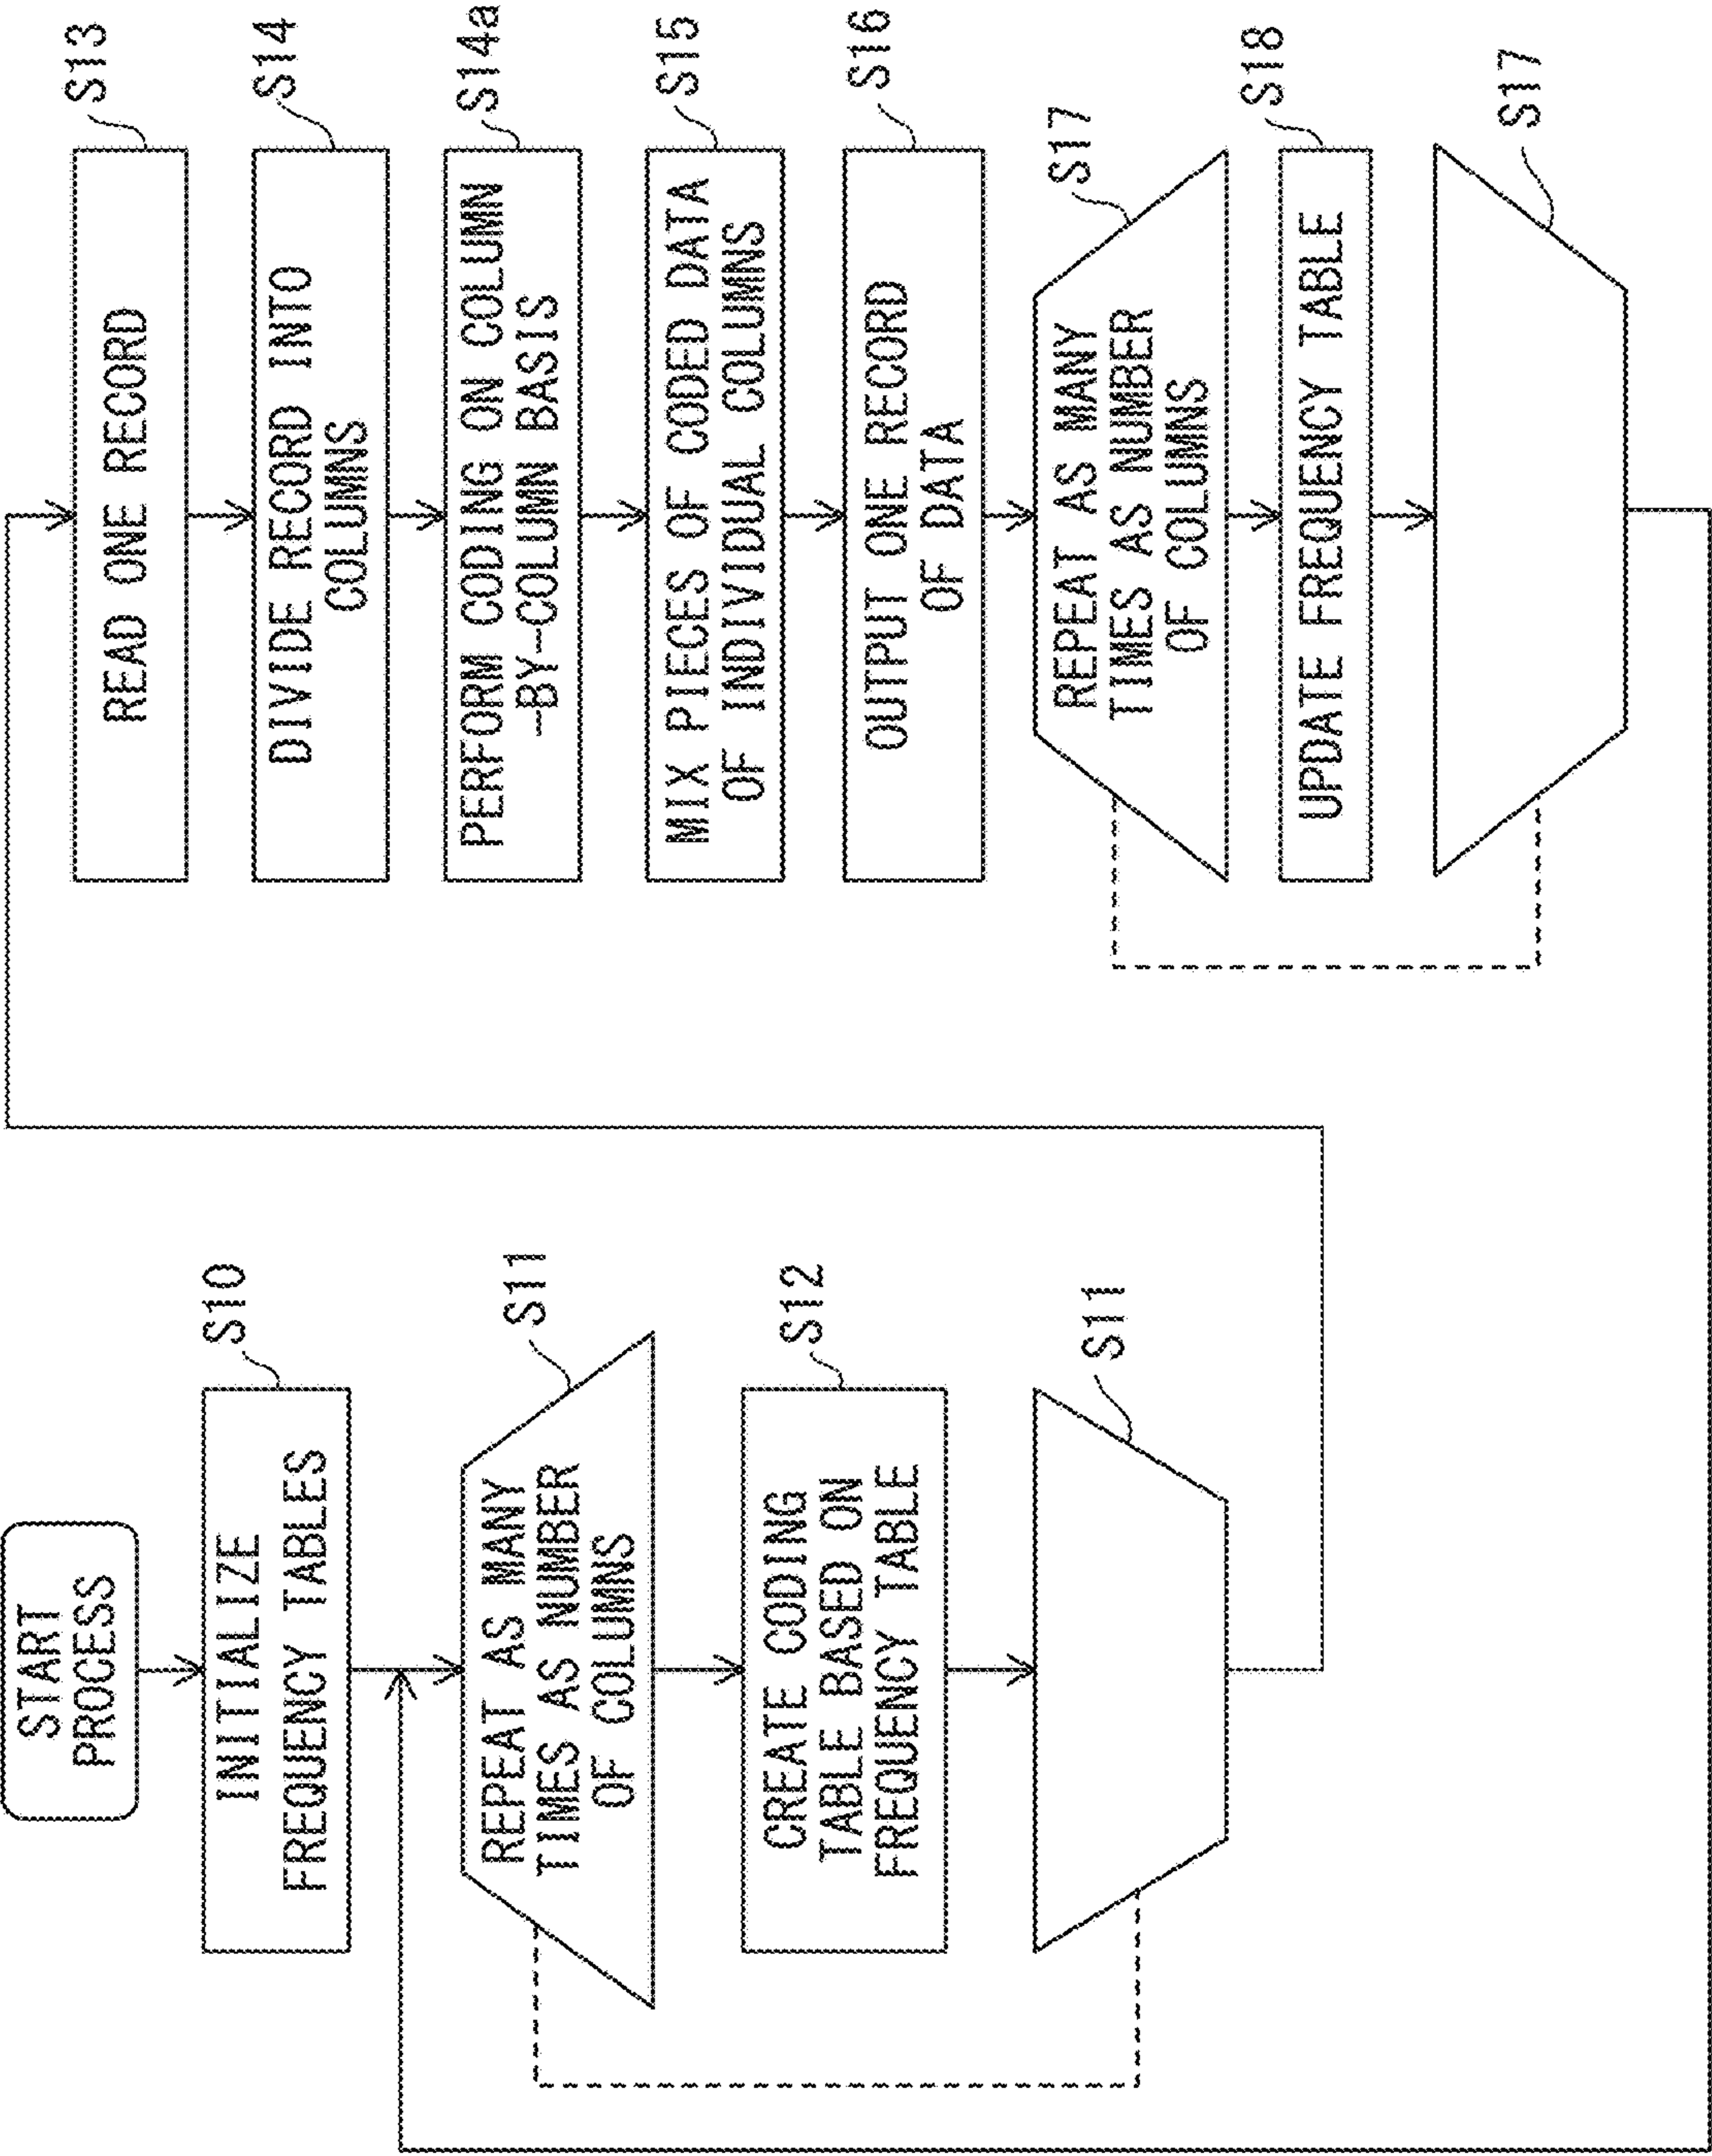 START
PROCESS
S10
INITIALIZE
FREQUENCY TABLES
S11
REPEAT AS MANY
TIMES AS NUMBER
OF COLUMNS
S12
CREATE CODING
TABLE BASED ON
FREQUENCY TABLE
S11
S13
READ ONE RECORD
S14
DIVIDE RECORD INTO
COLUMNS
S14a
PERFORM CODING ON COLUMN
-BY-COLUMN BASIS
S15
MIX PIECES OF CODED DATA
OF INDIVIDUAL COLUMNS
S16
OUTPUT ONE RECORD
OF DATA
S17
REPEAT AS MANY
TIMES AS NUMBER
OF COLUMNS
S18
UPDATE FREQUENCY TABLE
S17